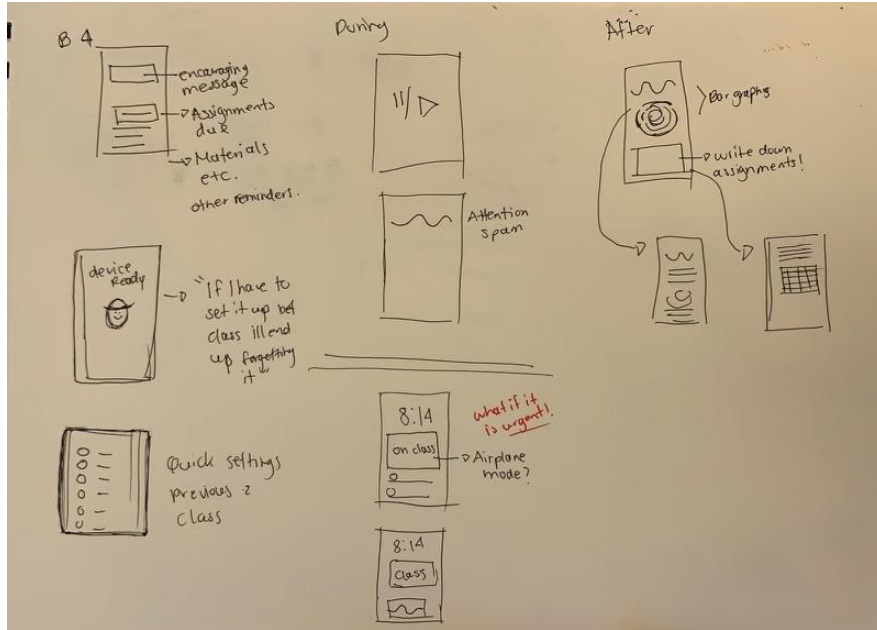 B 4
encouraging
message
Assignments
due
Materials
etc.
other reminders.
device
Ready
"If I have to
set it up bef
class ill end
up forgetting
it"
Quick settings
previous 2
class
During
11/▷
Attention
span
8:14
on class
what if it
is urgent!
Airplane
mode?
8:14
class
After
Bar graphs
write down
assignments!